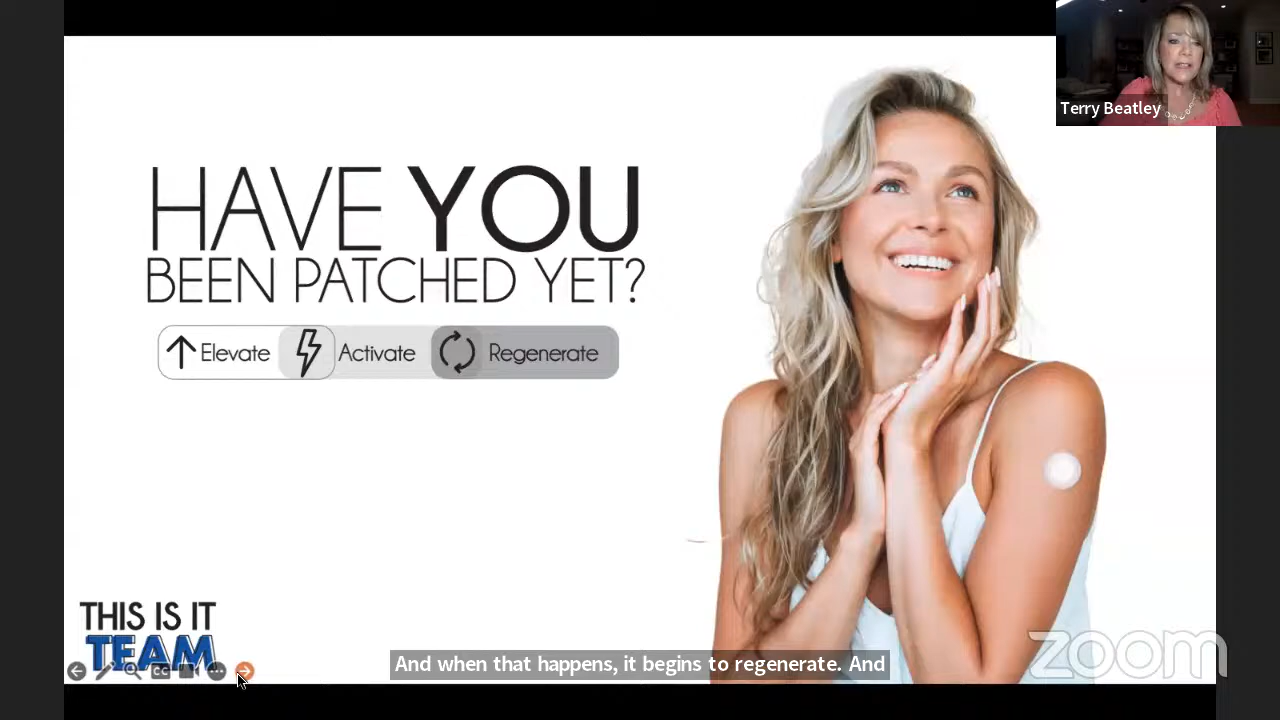 Terry Beatley
HAVE YOU
BEEN PATCHED YET?
Elevate Activate Regenerate
THIS IS IT
TEAM
CC
And when that happens, it begins to regenerate. And
zoom